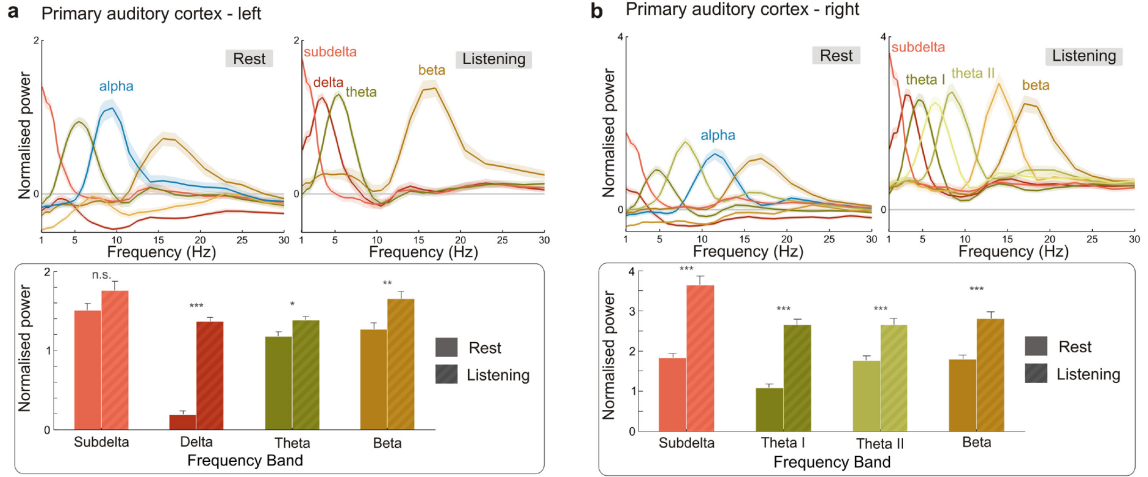 a Primary auditory cortex - left
2
0
Normalised power
Rest
alpha
1 5 10 15 20 25 30
Frequency (Hz)
2
0
Listening
subdelta
delta
theta
beta
1 5 10 15 20 25 30
Frequency (Hz)
2
1
0
Normalised power
n.s.
***
*
**
Subdelta Delta Theta Beta
Frequency Band
Rest
Listening
b Primary auditory cortex - right
4
0
Normalised power
Rest
alpha
1 5 10 15 20 25 30
Frequency (Hz)
4
0
Listening
subdelta
theta I
theta II
beta
1 5 10 15 20 25 30
Frequency (Hz)
4
3
2
1
0
Normalised power
***
***
***
***
Subdelta Theta I Theta II Beta
Frequency Band
Rest
Listening